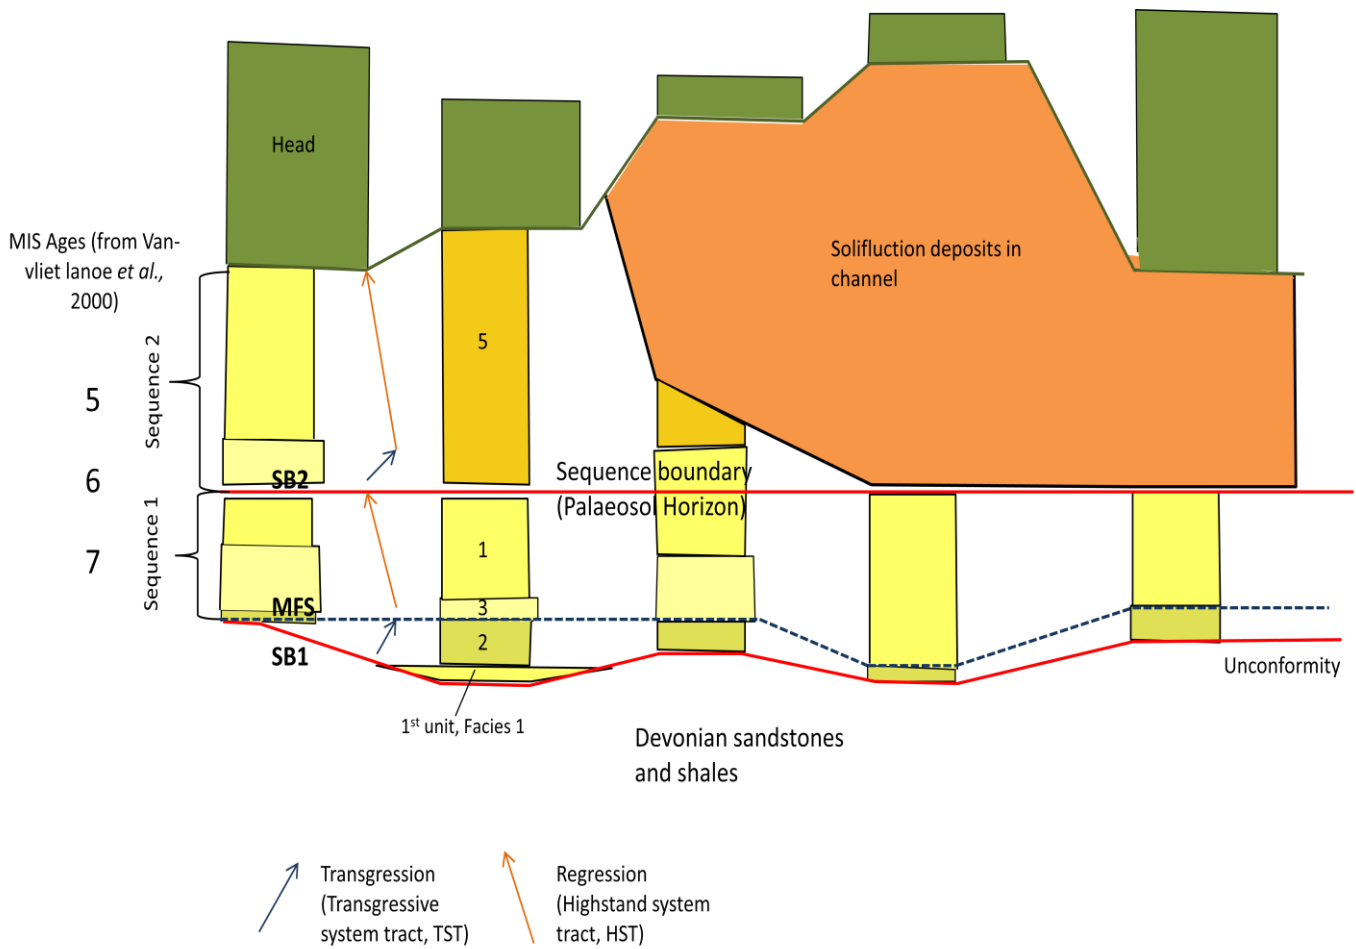 Head
MIS Ages (from Van-
vliet lanoe et al.,
2000)
Solifluction deposits in
channel
Sequence 2
5
5
6
SB2
Sequence boundary
(Palaeosol Horizon)
Sequence 1
7
1
3
MFS
2
SB1
Unconformity
1st unit, Facies 1
Devonian sandstones
and shales
Transgression
(Transgressive
system tract, TST)
Regression
(Highstand system
tract, HST)